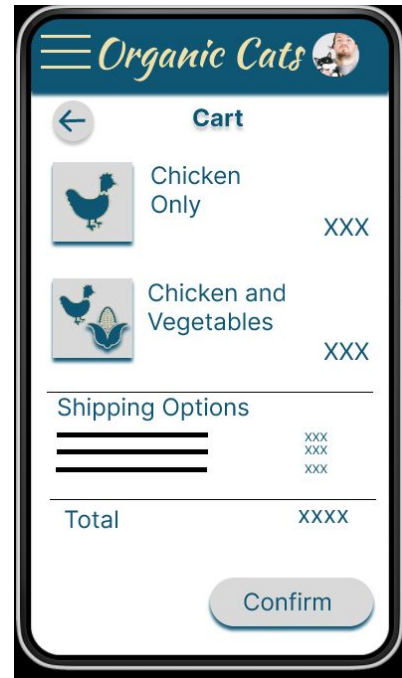 Organic Cats
Cart
Chicken
Only
XXX
Chicken and
Vegetables
XXX
Shipping Options
xxx
xxx
xxx
Total
xxxx
Confirm